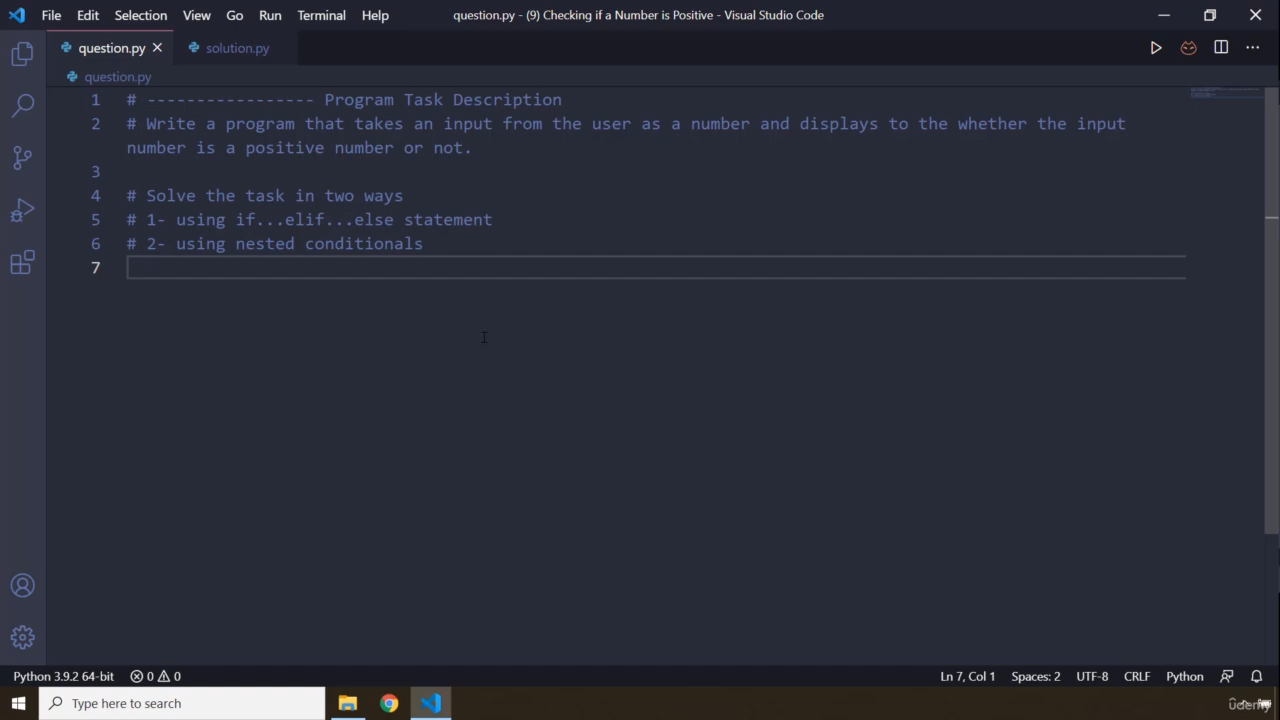 File Edit Selection View Go Run Terminal Help question.py - (9) Checking if a Number is Positive - Visual Studio Code
question.py solution.py
question.py
1 # ----------------- Program Task Description
2 # Write a program that takes an input from the user as a number and displays to the whether the input
number is a positive number or not.
3
4 # Solve the task in two ways
5 # 1- using if...elif...else statement
6 # 2- using nested conditionals
7
Python 3.9.2 64-bit 0 0 Ln 7, Col 1 Spaces: 2 UTF-8 CRLF Python
Type here to search
udemy